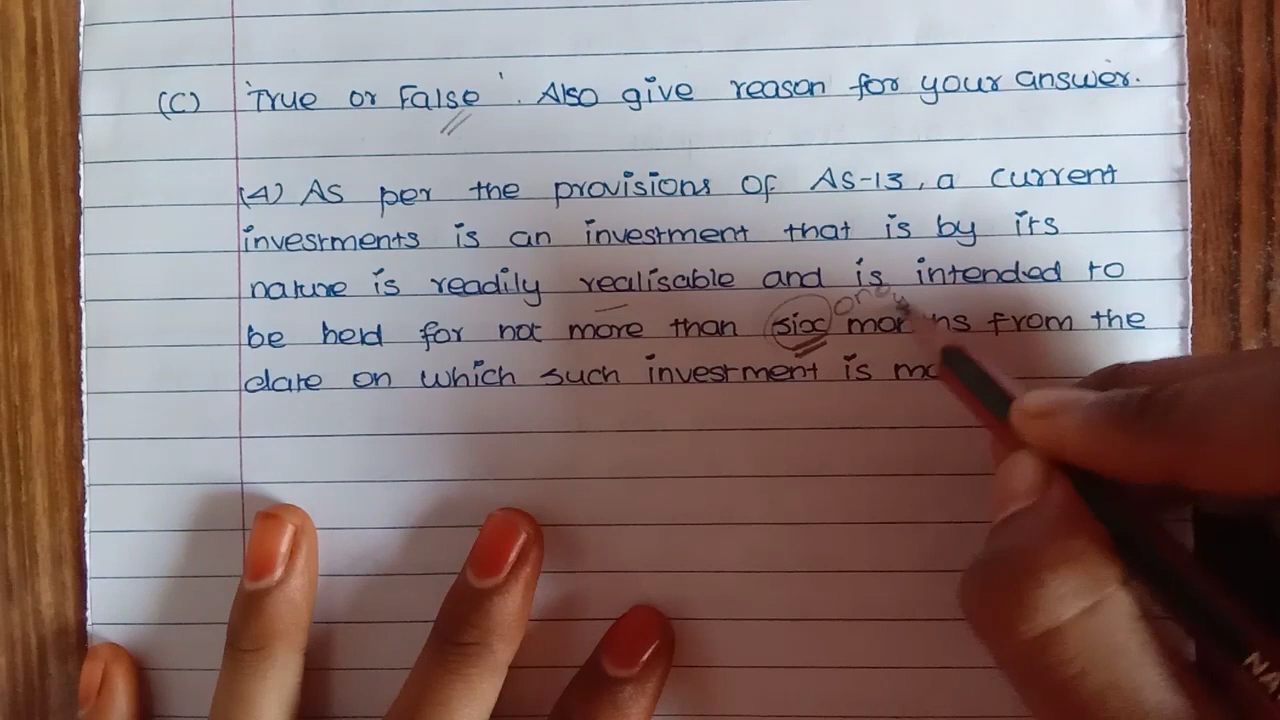 (C) 'True or False'. Also give reason for your answer.
(4) As per the provisions of AS-13, a current
investments is an investment that is by its
nature is readily realisable and is intended to
be held for not more than six months from the
date on which such investment is